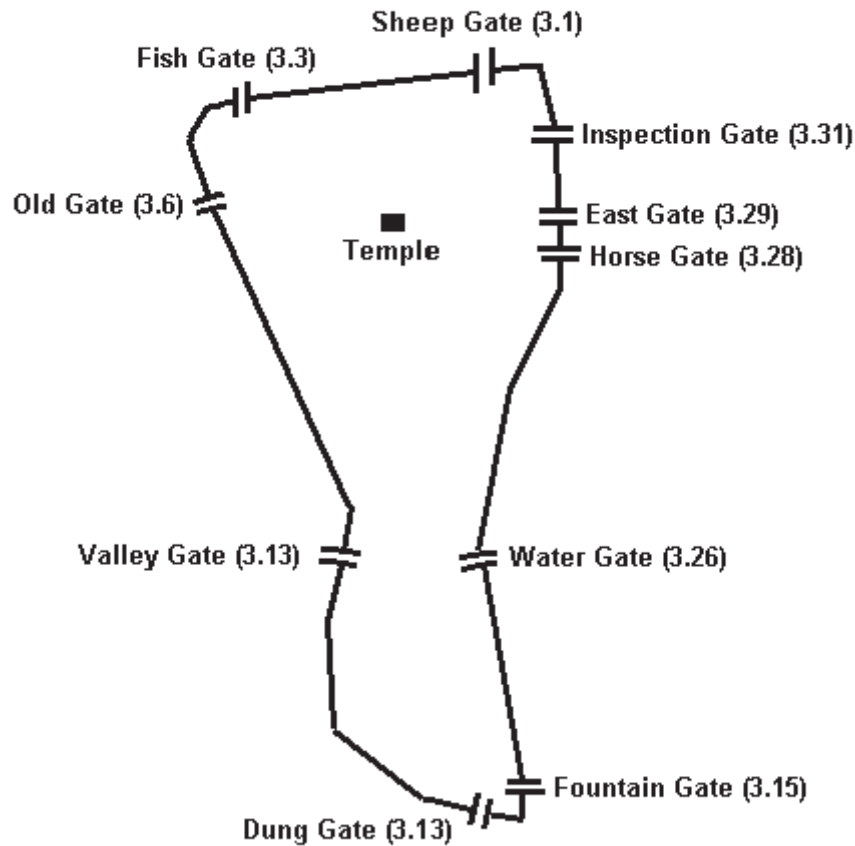 Sheep Gate (3.1)
Fish Gate (3.3)
Inspection Gate (3.31)
Old Gate (3.6)
East Gate (3.29)
Temple
Horse Gate (3.28)
Valley Gate (3.13)
Water Gate (3.26)
Fountain Gate (3.15)
Dung Gate (3.13)